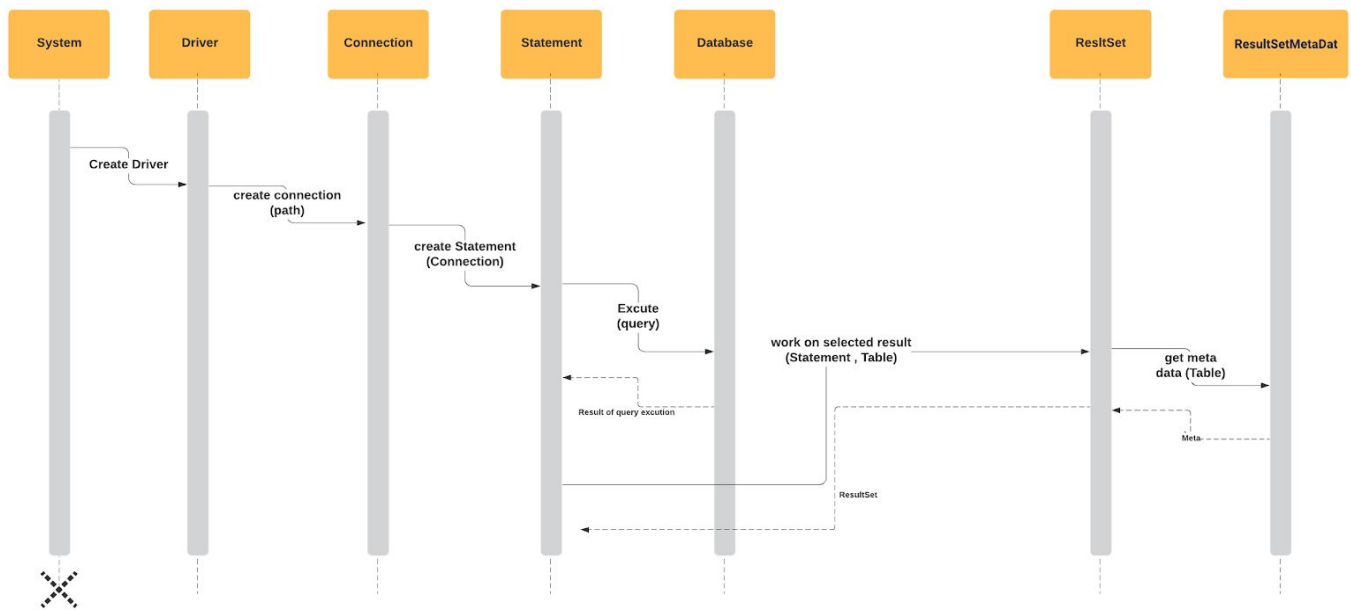 System
Driver
Connection
Statement
Database
ResltSet
ResultSetMetaDat
Create Driver
create connection
(path)
create Statement
(Connection)
Excute
(query)
work on selected result
(Statement , Table)
get meta
data (Table)
Result of query excution
Meta
ResultSet